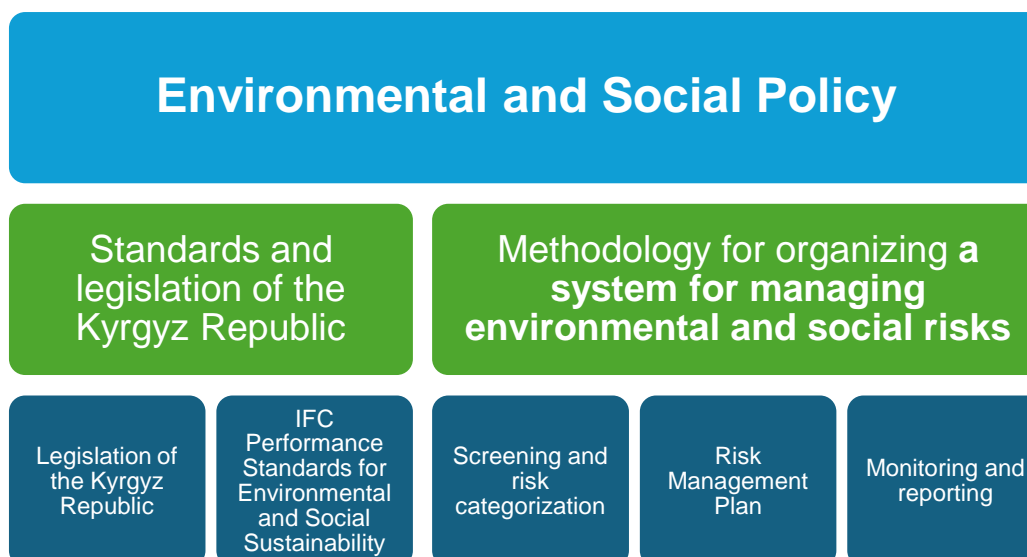 Environmental and Social Policy
Standards and
legislation of the
Kyrgyz Republic
Methodology for organizing a
system for managing
environmental and social risks
Legislation of
the Kyrgyz
Republic
IFC
Performance
Standards for
Environmental
and Social
Sustainability
Screening and
risk
categorization
Risk
Management
Plan
Monitoring and
reporting